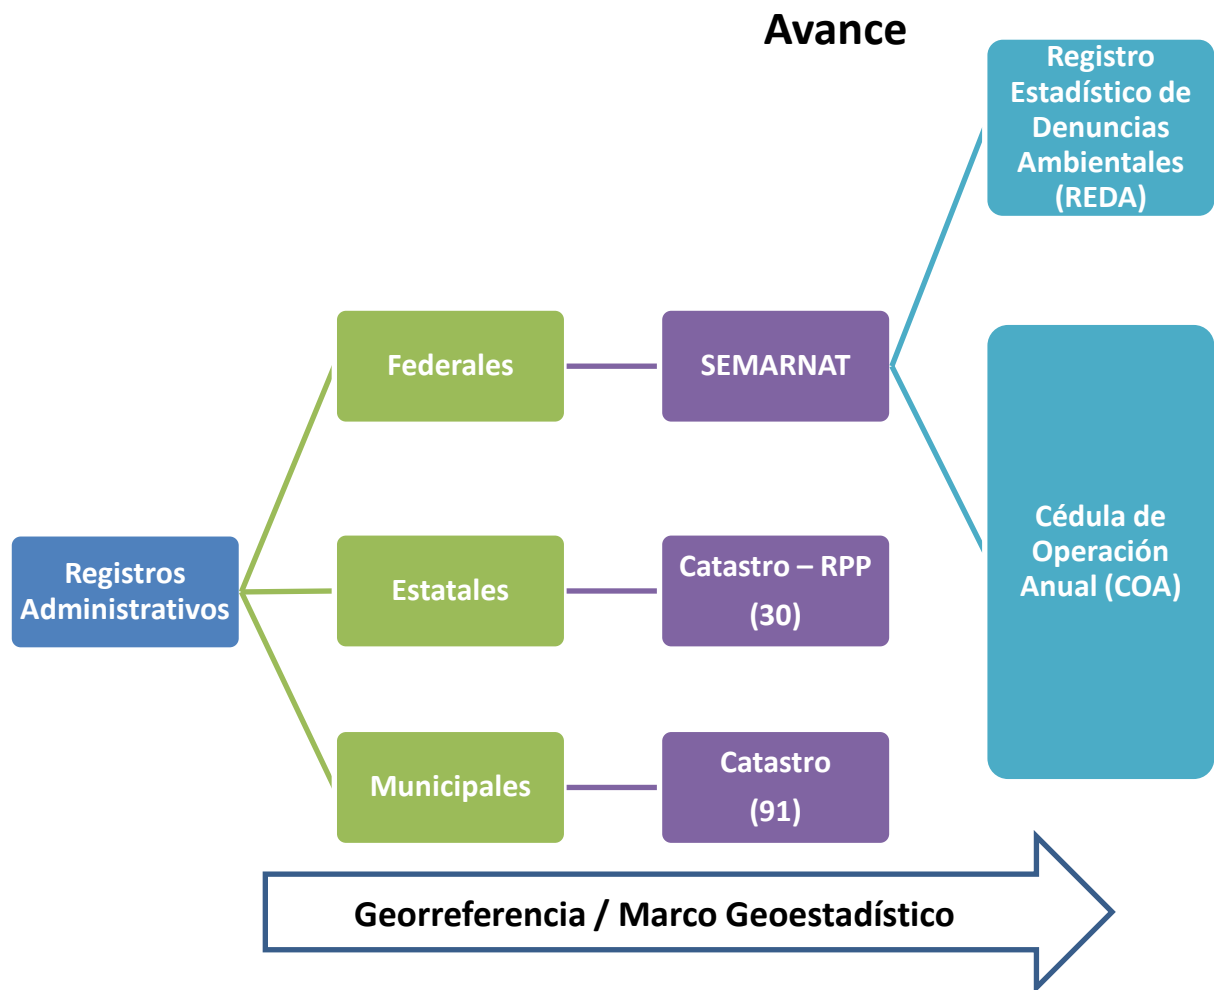 Avance
Registro
Estadístico de
Denuncias
Ambientales
(REDA)
Federales
SEMARNAT
Cédula de
Operación
Anual (COA)
Registros
Administrativos
Estatales
Catastro – RPP
(30)
Municipales
Catastro
(91)
Georreferencia / Marco Geoestadístico